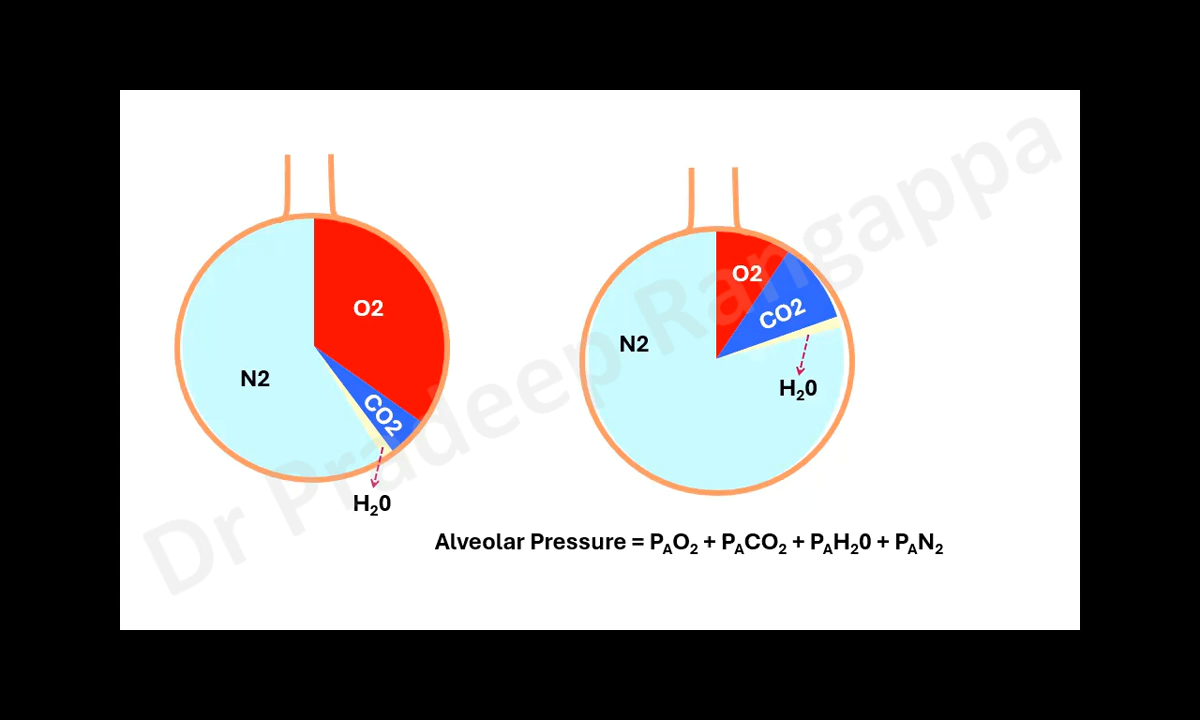 O2
N2
CO2
H₂0
O2
CO2
N2
H₂0
Alveolar Pressure = PAO₂ + PACO₂ + PAH₂0 + PAN₂
Dr Pradeep Rangappa